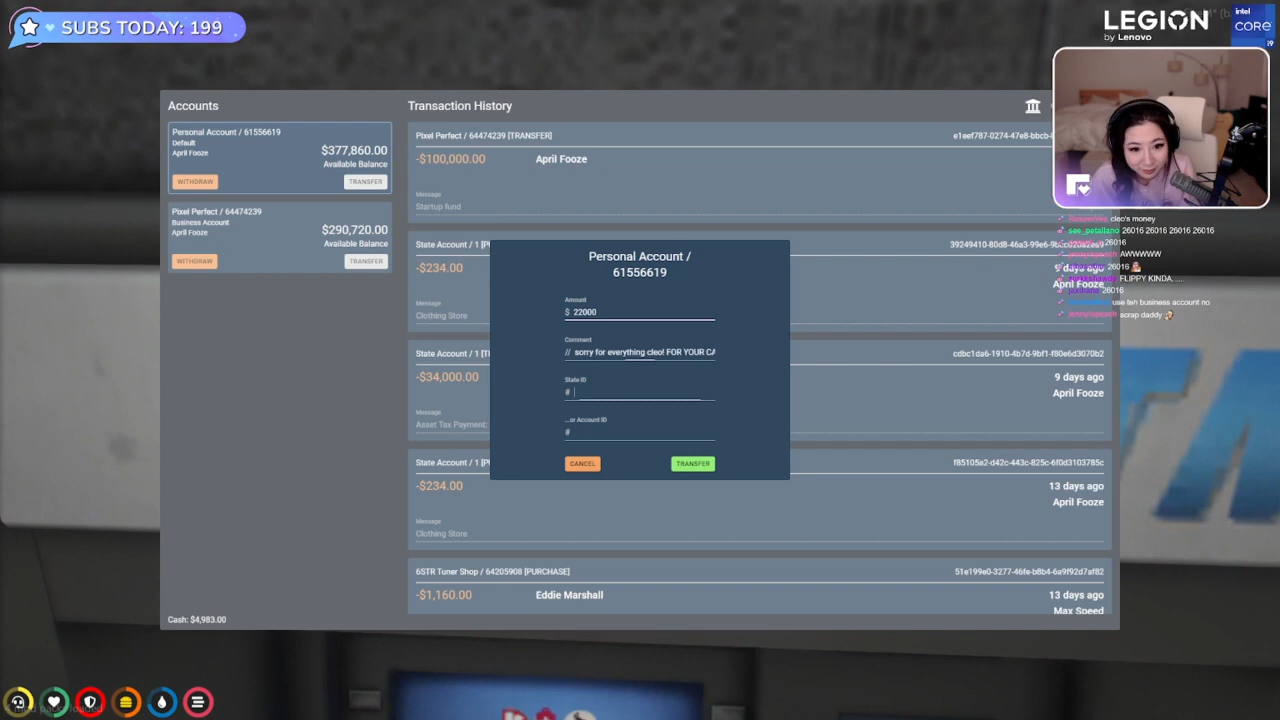 SUBS TODAY: 199
LEGION
by Lenovo
intel
CORE
i9
Accounts
Personal Account / 61556619
Default
April Fooze
$377,860.00
Available Balance
WITHDRAW
TRANSFER
Pixel Perfect / 64474239
Business Account
April Fooze
$290,720.00
Available Balance
WITHDRAW
TRANSFER
Cash: $4,983.00
Transaction History
Pixel Perfect / 64474239 [TRANSFER]
e1eef787-0274-47e8-bbcb-
-$100,000.00
April Fooze
Message
Startup fund
State Account / 1 [P
39249410-80d8-46a3-99e6-
-$234.00
9 days ago
April Fooze
Message
Clothing Store
State Account / 1 [T
cdbc1da6-1910-4b7d-9bf1-f80e6d3070b2
-$34,000.00
9 days ago
April Fooze
Message
Asset Tax Payment:
State Account / 1 [P
f85105a2-d42c-443c-825c-6f0d3103785c
-$234.00
13 days ago
April Fooze
Message
Clothing Store
6STR Tuner Shop / 64205908 [PURCHASE]
51e199e0-3277-46fe-b8b4-6a9f92d7af82
-$1,160.00
Eddie Marshall
13 days ago
Max Speed
Personal Account /
61556619
Amount
$ 22000
Comment
// sorry for everything cleo! FOR YOUR CA
State ID
#
...or Account ID
#
CANCEL
TRANSFER
cleo's money
see_petallano 26016 26016 26016 26016
26016
AWWWWW
26016
FLIPPY KINDA.....
26016
use teh business account no
scrap daddy